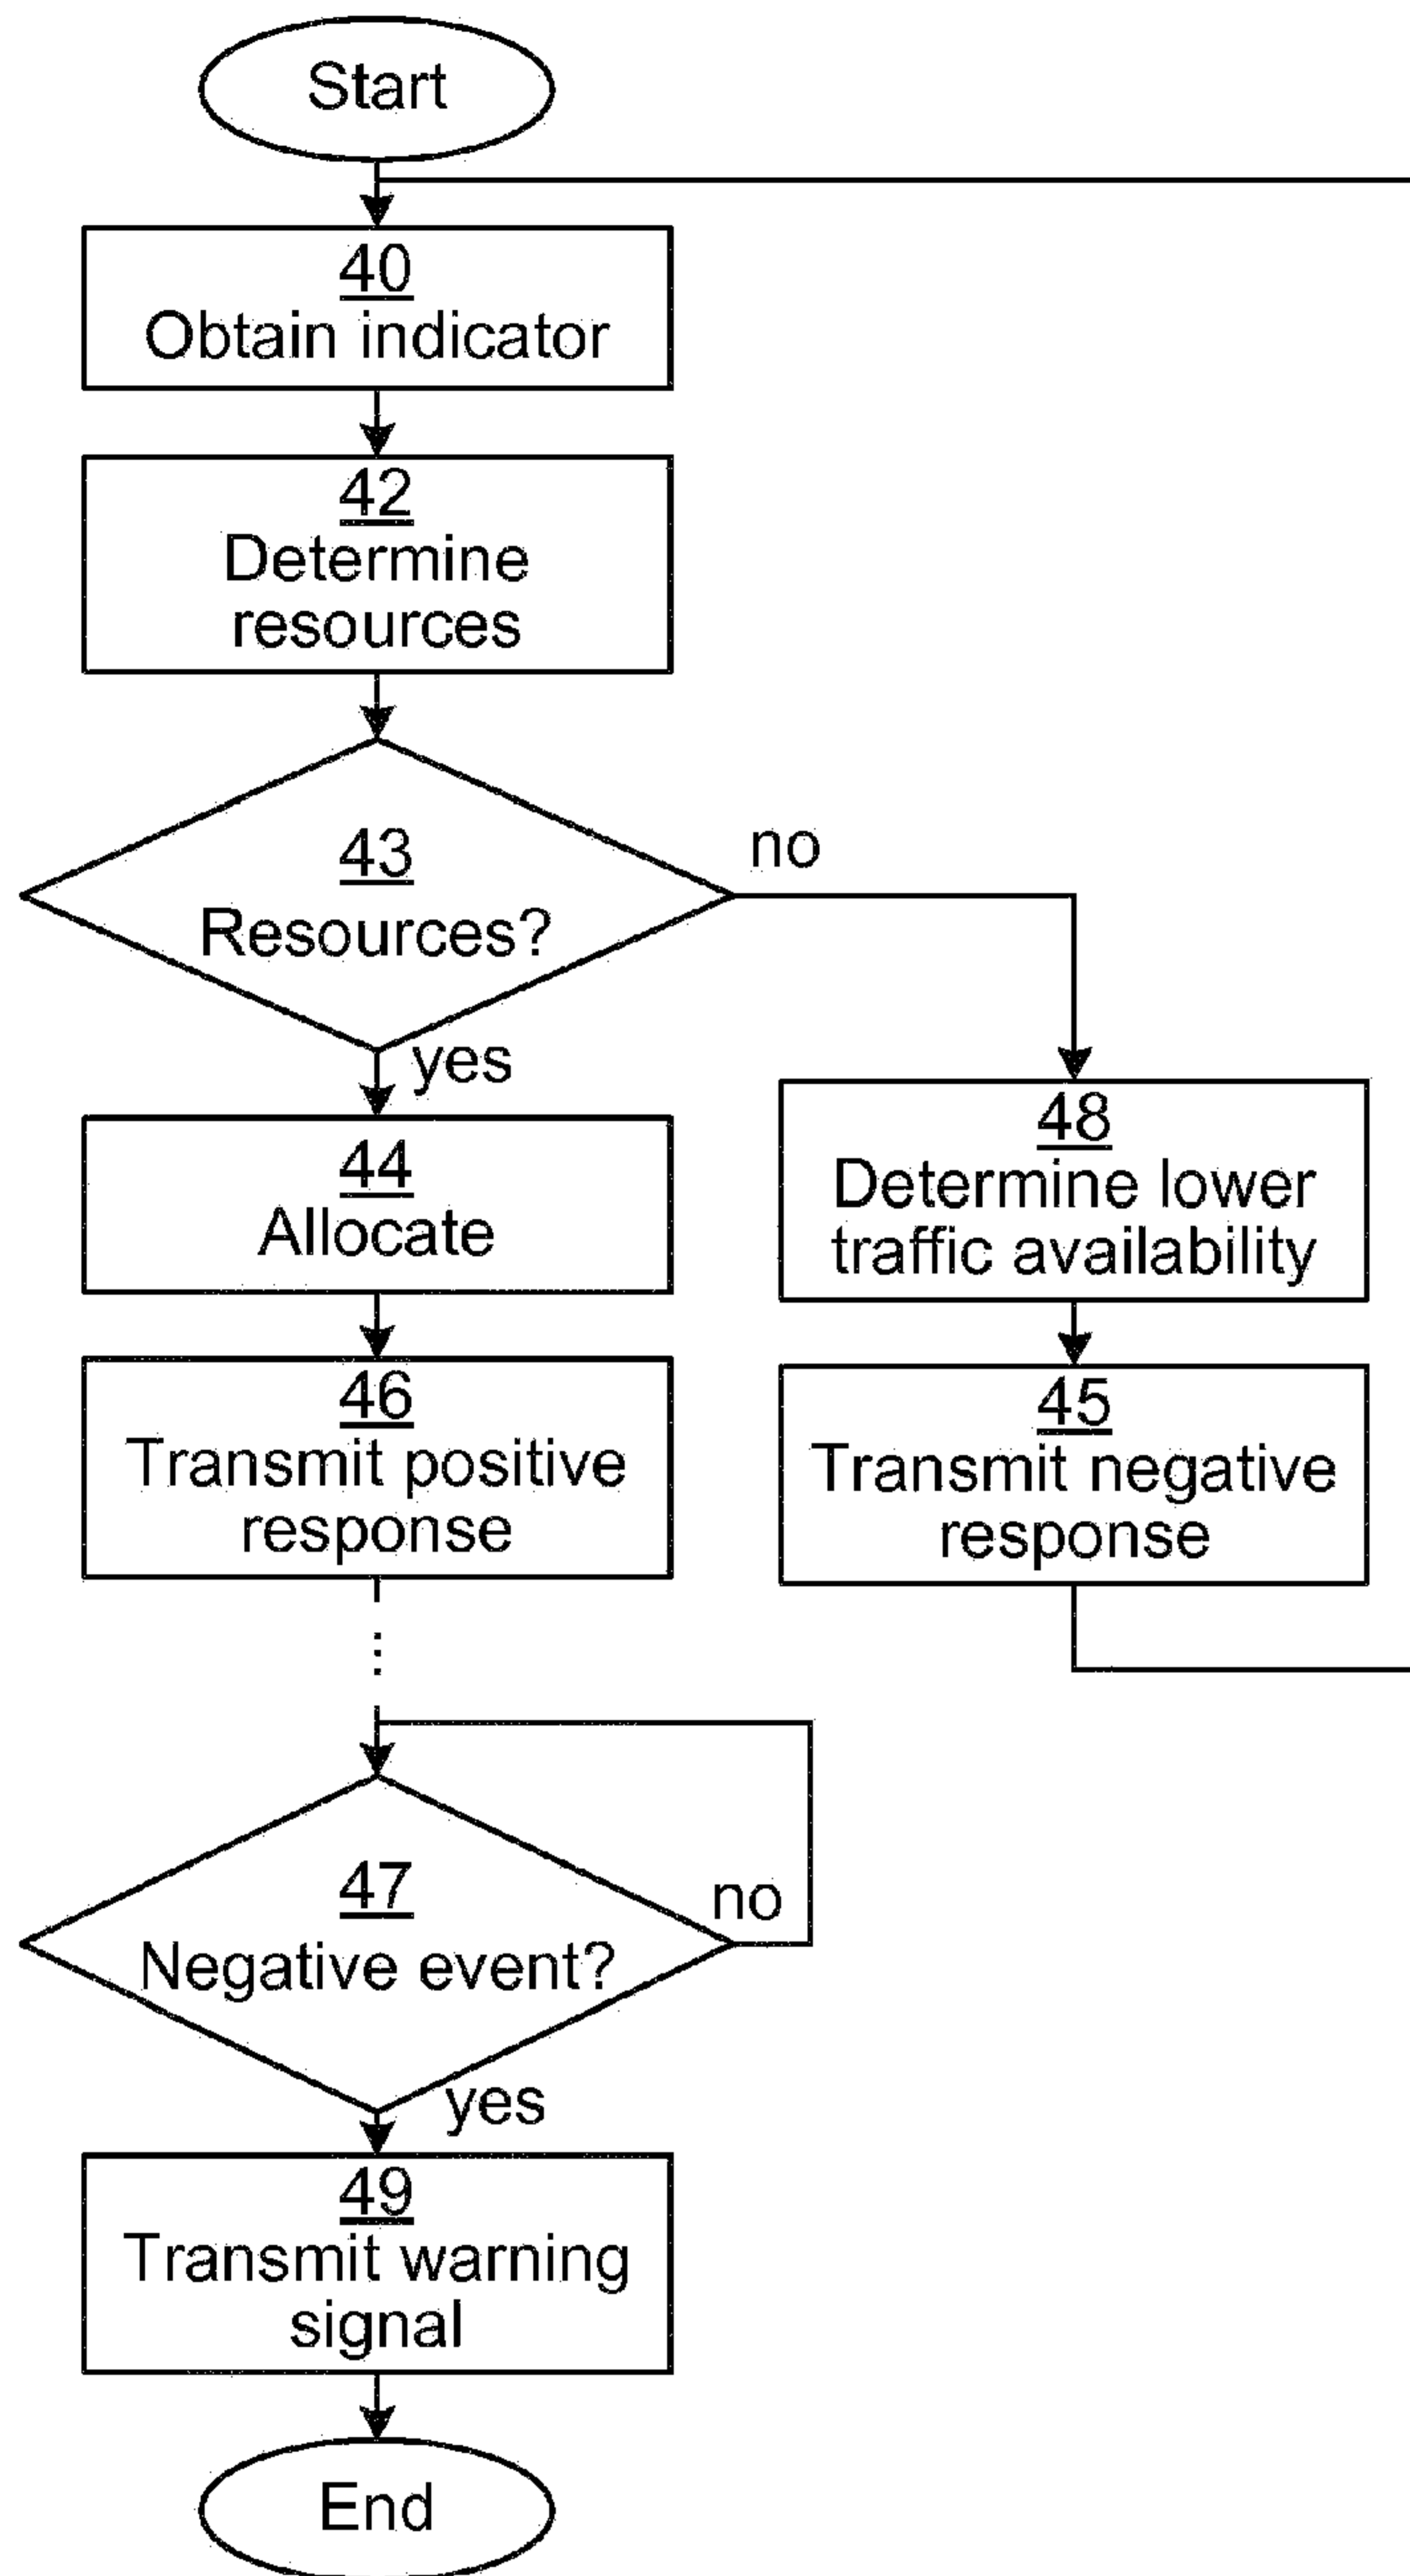 Start
40
Obtain indicator
42
Determine
resources
43
Resources?
no
yes
44
Allocate
48
Determine lower
traffic availability
46
Transmit positive
response
45
Transmit negative
response
47
Negative event?
no
yes
49
Transmit warning
signal
End